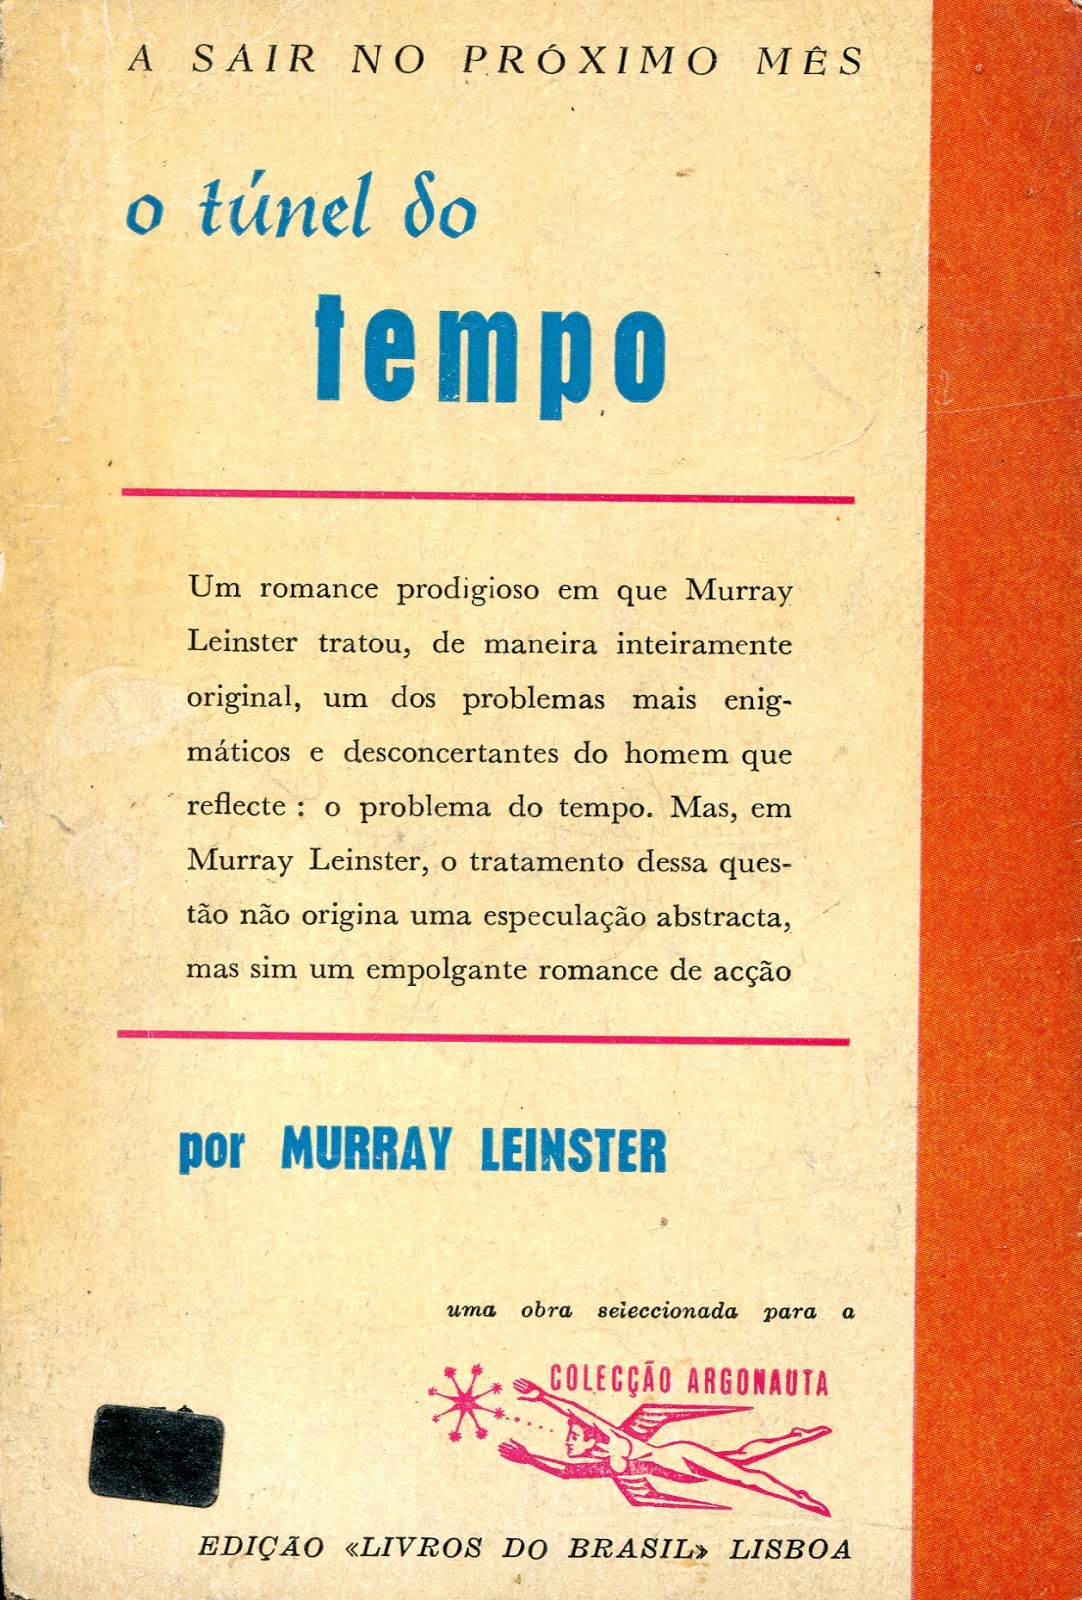 A SAIR NO PRÓXIMO MÊS
o túnel do
tempo
Um romance prodigioso em que Murray
Leinster tratou, de maneira inteiramente
original, um dos problemas mais enig-
máticos e desconcertantes do homem que
reflecte : o problema do tempo. Mas, em
Murray Leinster, o tratamento dessa ques-
tão não origina uma especulação abstracta,
mas sim um empolgante romance de acção
por MURRAY LEINSTER
uma obra seleccionada para a
COLECÇÃO ARGONAUTA
EDIÇÃO «LIVROS DO BRASIL» LISBOA